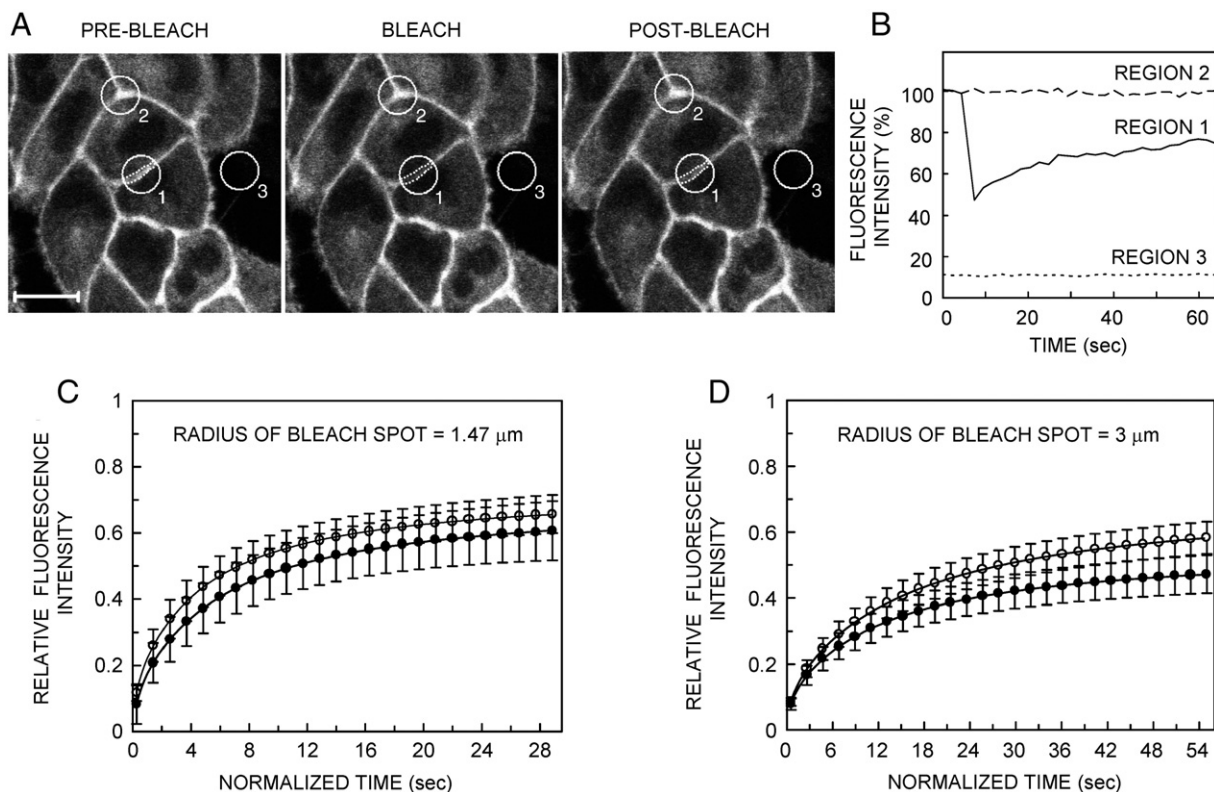 A
PRE-BLEACH
BLEACH
POST-BLEACH
2
1
3
2
1
3
2
1
3
B
FLUORESCENCE
INTENSITY (%)
100
80
60
40
10
0
REGION 2
REGION 1
REGION 3
0
20
40
60
TIME (sec)
C
RELATIVE FLUORESCENCE
INTENSITY
1
0.8
0.6
0.4
0.2
0
RADIUS OF BLEACH SPOT = 1.47 μm
0
4
8
12
16
20
24
28
NORMALIZED TIME (sec)
D
RELATIVE FLUORESCENCE
INTENSITY
1
0.8
0.6
0.4
0.2
0
RADIUS OF BLEACH SPOT = 3 μm
0
6
12
18
24
30
36
42
48
54
NORMALIZED TIME (sec)